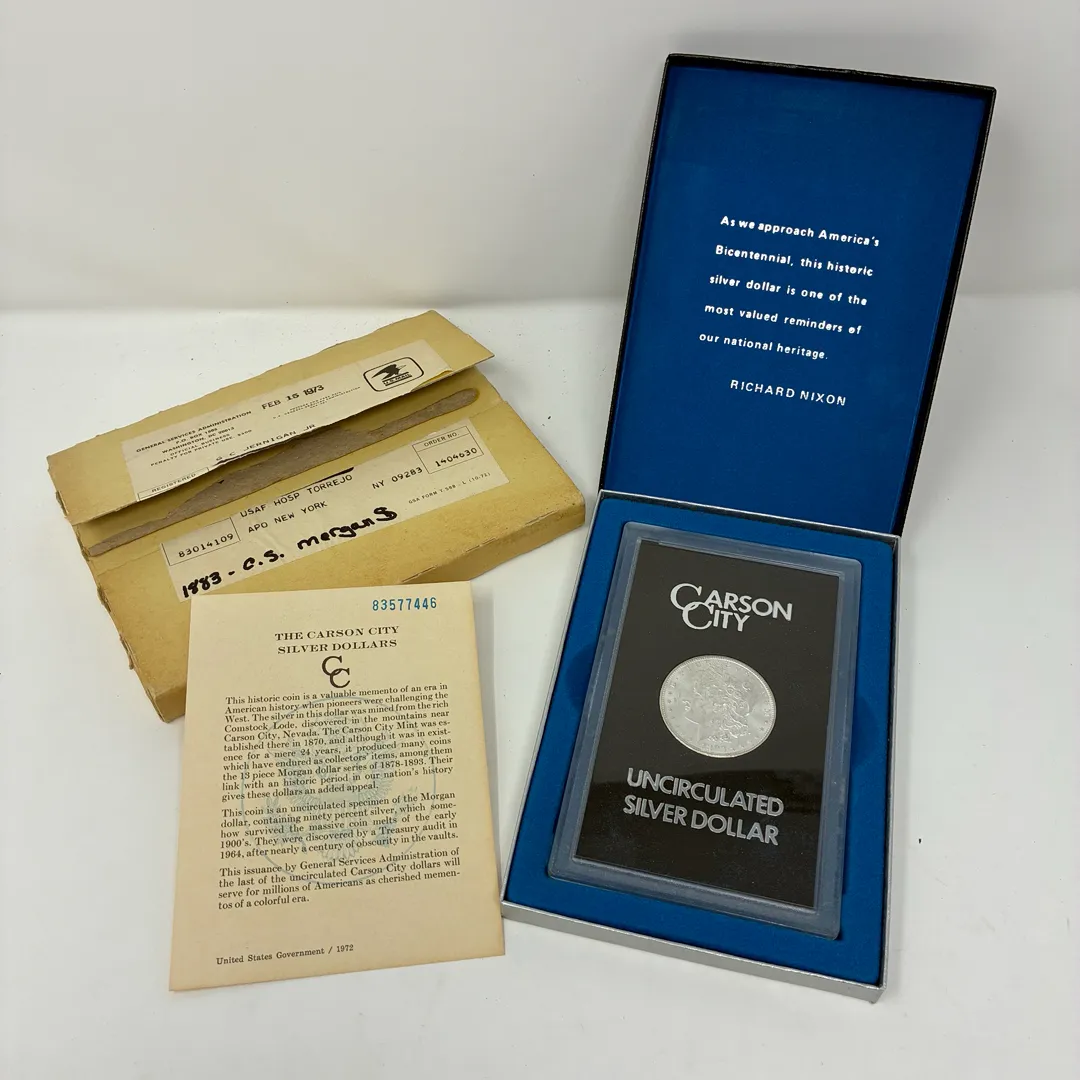 GENERAL SERVICES ADMINISTRATION
WASHINGTON, DC
OFFICIAL BUSINESS
PENALTY FOR PRIVATE USE, $300
FEB 15 1973
REGISTERED
C JERNIGAN JR
USAF HOSP TORREJO
APO NEW YORK
NY 09283
ORDER NO.
1404630
83014109
GSA FORM
1883 - C.S. morgan $
83577446
THE CARSON CITY
SILVER DOLLARS
CC
This historic coin is a valuable memento of an era in
American history when pioneers were challenging the
West. The silver in this dollar was mined from the rich
Comstock Lode, discovered in the mountains near
Carson City, Nevada. The Carson City Mint was es-
tablished there in 1870, and although it was in exist-
ence for a mere 24 years, it produced many coins
which have endured as collectors' items, among them
the 13 piece Morgan dollar series of 1878-1893. Their
link with an historic period in our nation's history
gives these dollars an added appeal.
This coin is an uncirculated specimen of the Morgan
dollar, containing ninety percent silver, which some-
how survived the massive coin melts of the early
1900's. They were discovered by a Treasury audit in
1964, after nearly a century of obscurity in the vaults.
This issuance by General Services Administration of
the last of the uncirculated Carson City dollars will
serve for millions of Americans as cherished memen-
tos of a colorful era.
United States Government / 1972
As we approach America's
Bicentennial, this historic
silver dollar is one of the
most valued reminders of
our national heritage.
RICHARD NIXON
CARSON
CITY
UNCIRCULATED
SILVER DOLLAR